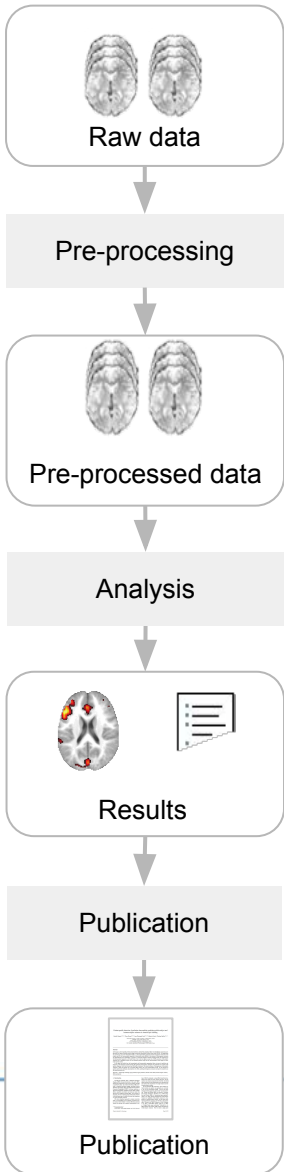 Raw data
Pre-processing
Pre-processed data
Analysis
Results
Publication
Publication